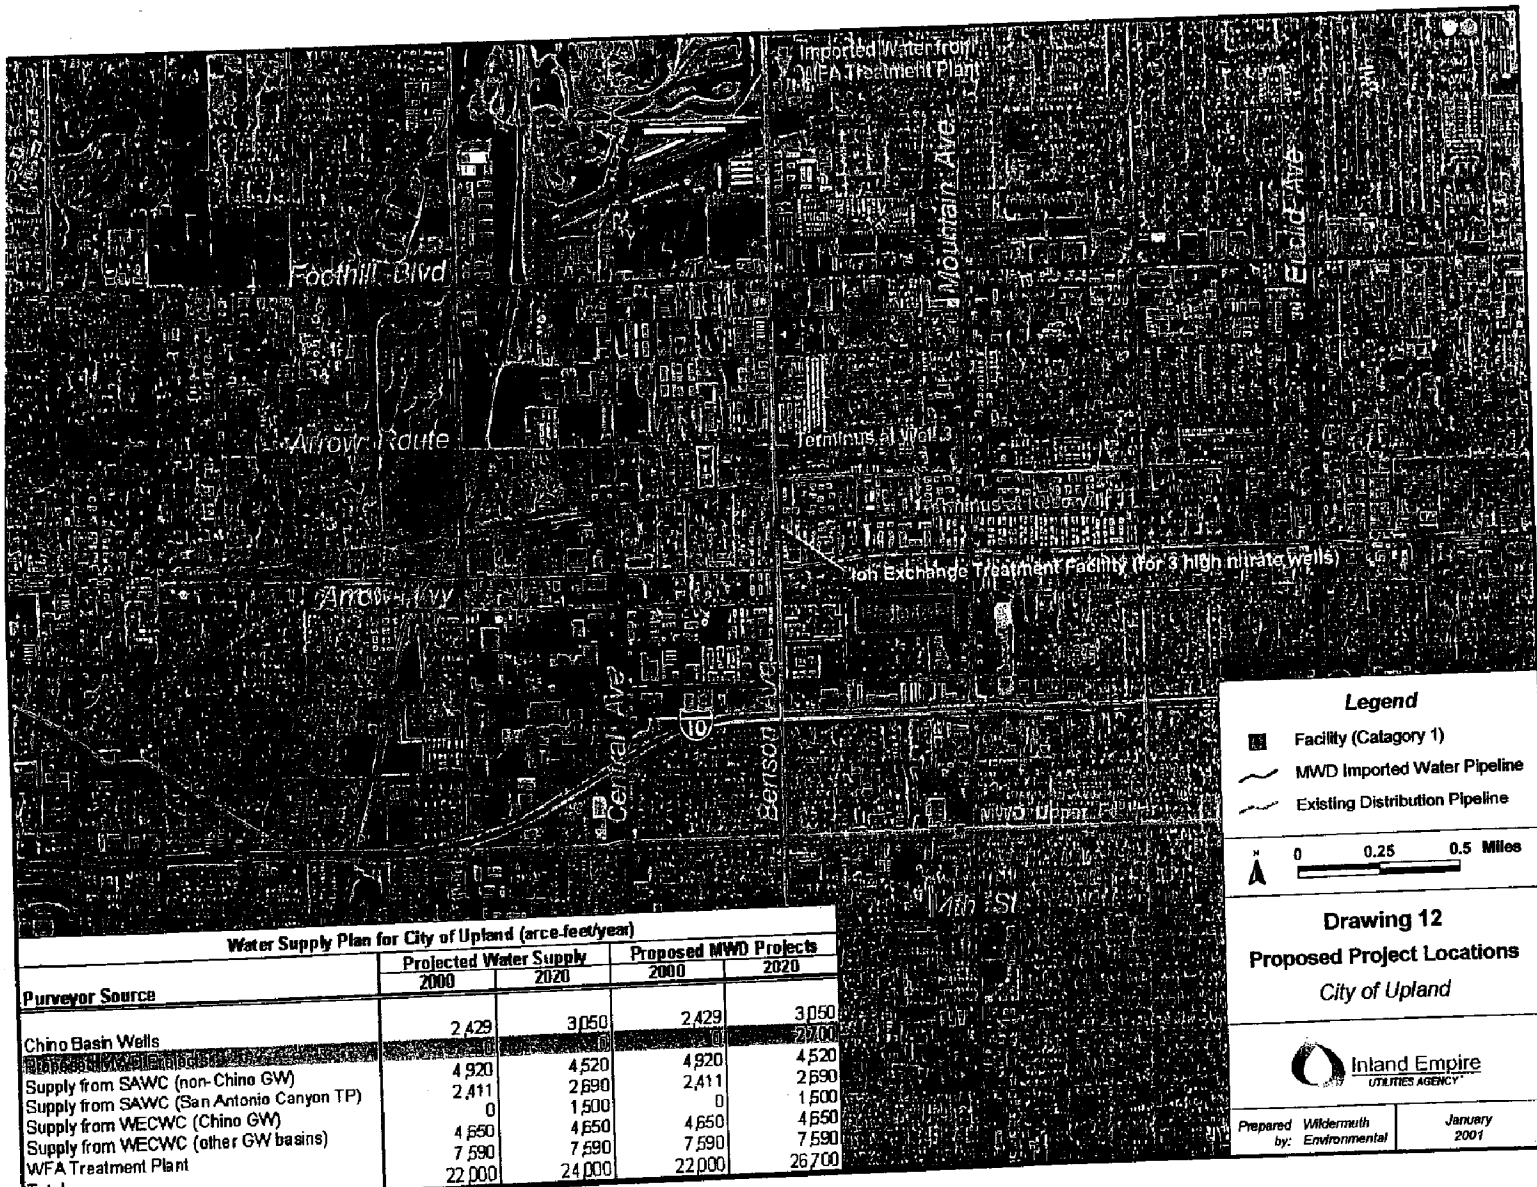 Imported Water from
WFA Treatment Plant
Mountain Ave
Euclid Ave
Foothill Blvd
Arrow Route
Terminus at Well 3
Ion Exchange Treatment Facility (for 3 high nitrate wells)
Arrow Hwy
Central Ave
10
Benson Ave
MWD Upper
4th St
Legend
Facility (Catagory 1)
MWD Imported Water Pipeline
Existing Distribution Pipeline
N
0 0.25 0.5 Miles
Drawing 12
Proposed Project Locations
City of Upland
Inland Empire
UTILITIES AGENCY
Prepared by: Wildermuth Environmental
January 2001
Water Supply Plan for City of Upland (arce-feet/year)
Projected Water Supply Proposed MWD Projects
Purveyor Source 2000 2020 2000 2020
Chino Basin Wells 2,429 3,050 2,429 3,050
0 0 0 2,700
Supply from SAWC (non-Chino GW) 4,920 4,520 4,920 4,520
Supply from SAWC (San Antonio Canyon TP) 2,411 2,690 2,411 2,690
Supply from WECWC (Chino GW) 0 1,500 0 1,500
Supply from WECWC (other GW basins) 4,650 4,650 4,650 4,650
WFA Treatment Plant 7,590 7,590 7,590 7,590
Total 22,000 24,000 22,000 26,700